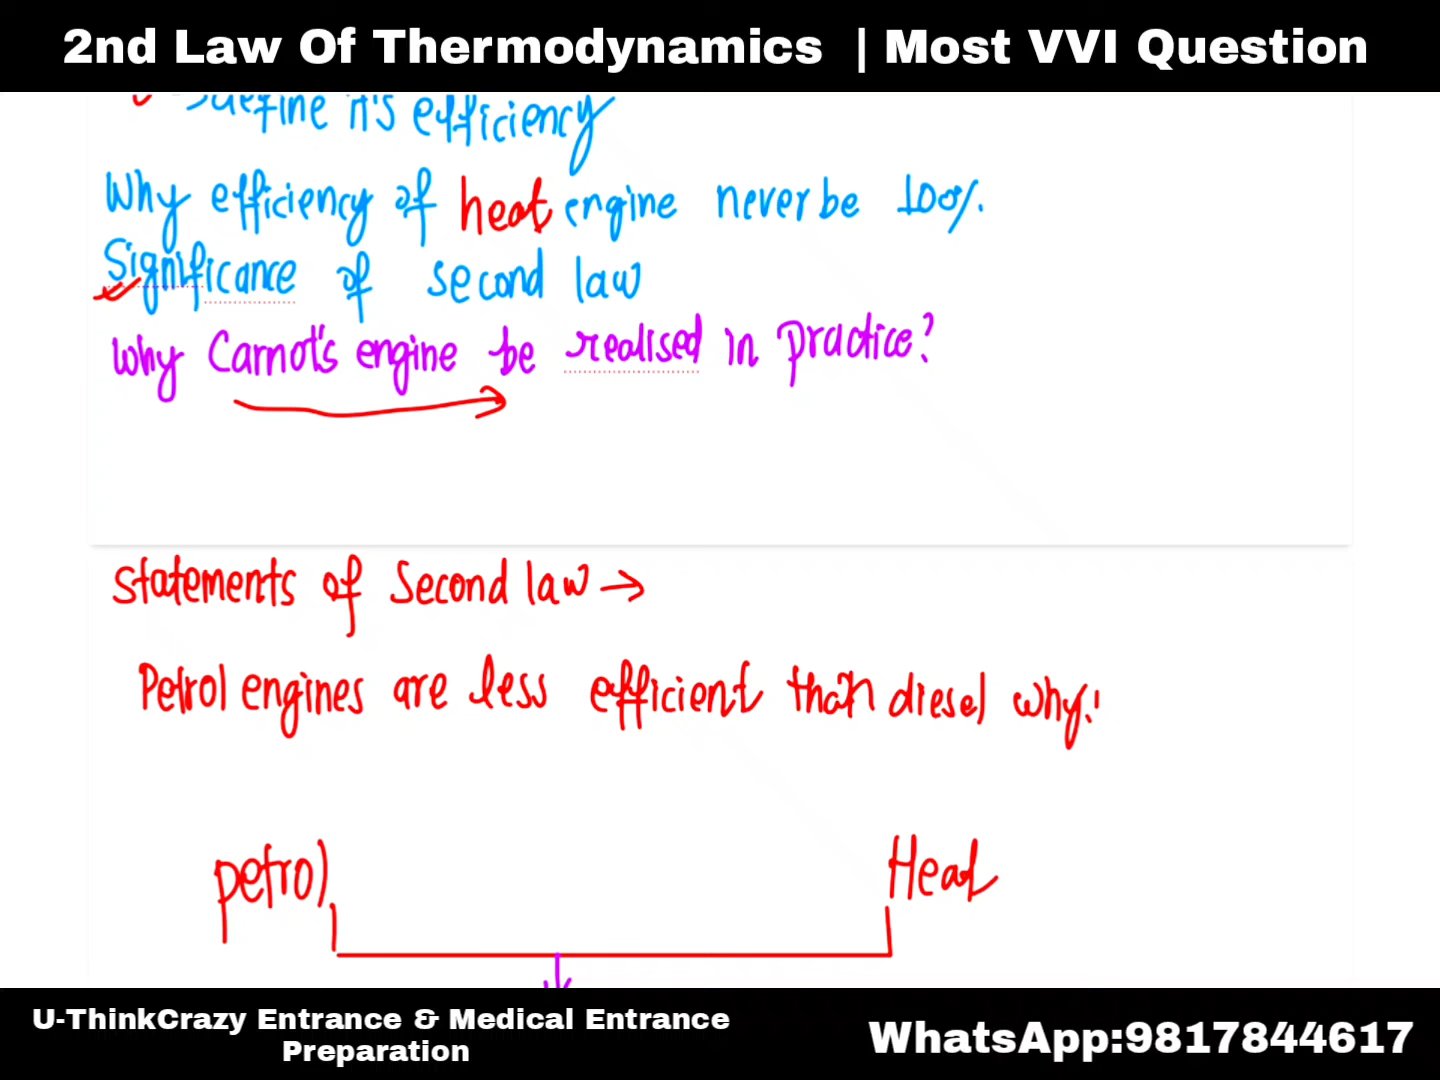 2nd Law Of Thermodynamics | Most VVI Question
define it's efficiency
Why efficiency of heat engine never be 100%.
Significance of second law
Why Carnot's engine be realised in practice?
Statements of Second law →
Petrol engines are less efficient than diesel why?
petrol
Heat
U-ThinkCrazy Entrance & Medical Entrance
Preparation
WhatsApp:9817844617